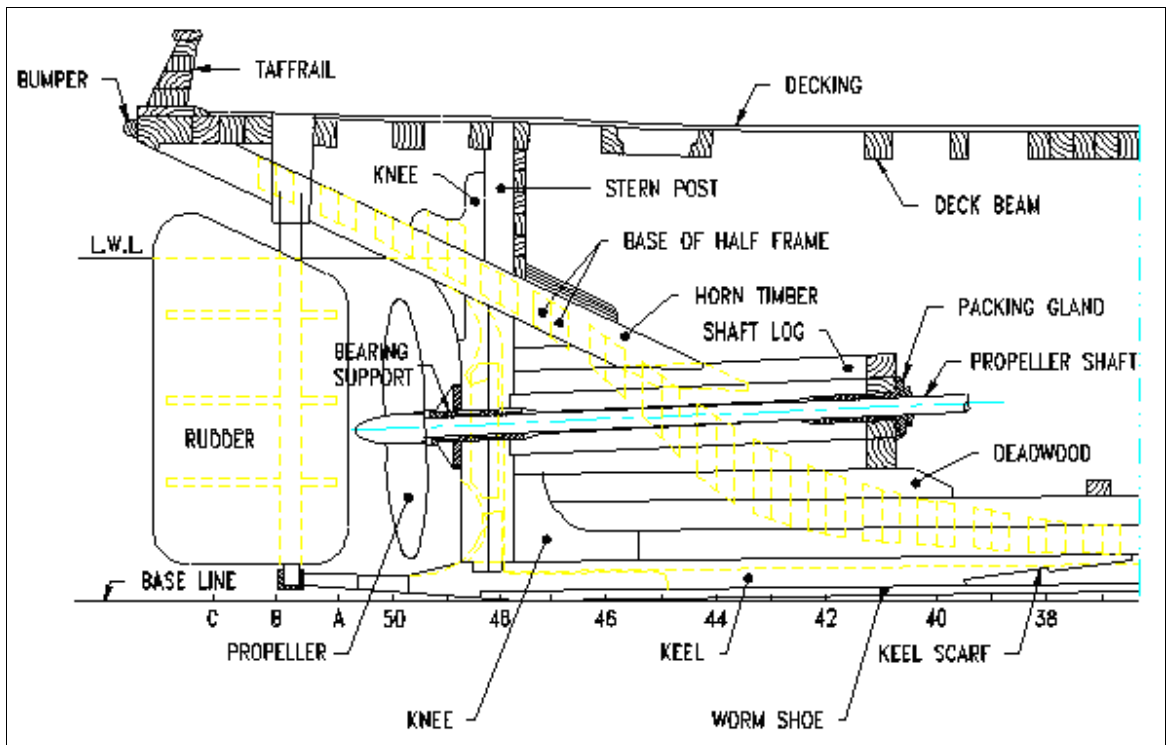 TAFFRAIL
BUMPER
DECKING
KNEE
STERN POST
DECK BEAM
L.W.L.
BASE OF HALF FRAME
HORN TIMBER
PACKING GLAND
SHAFT LOG
BEARING
SUPPORT
PROPELLER SHAFT
RUDBER
DEADWOOD
BASE LINE
C B A 50 48 46 44 42 40 38
PROPELLER
KEEL
KEEL SCARF
KNEE
WORM SHOE